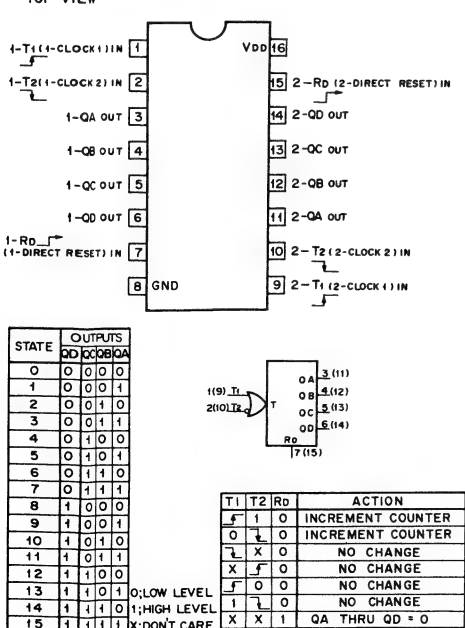 TOP VIEW
1-T1(1-CLOCK1)IN 1
VDD 16
1-T2(1-CLOCK2)IN 2
15 2-RD (2-DIRECT RESET)IN
1-QA OUT 3
14 2-QD OUT
1-QB OUT 4
13 2-QC OUT
1-QC OUT 5
12 2-QB OUT
1-QD OUT 6
11 2-QA OUT
1-RD
(1-DIRECT RESET)IN 7
10 2-T2(2-CLOCK2)IN
8 GND
9 2-T1(2-CLOCK1)IN
STATE OUTPUTS
QD QC QB QA
0 0 0 0 0
1 0 0 0 1
2 0 0 1 0
3 0 0 1 1
4 0 1 0 0
5 0 1 0 1
6 0 1 1 0
7 0 1 1 1
8 1 0 0 0
9 1 0 0 1
10 1 0 1 0
11 1 0 1 1
12 1 1 0 0
13 1 1 0 1 0;LOW LEVEL
14 1 1 1 0 1;HIGH LEVEL
15 1 1 1 1 X;DON'T CARE
1(9) T1
2(10) T2
T
QA 3(11)
QB 4(12)
QC 5(13)
QD 6(14)
RD
7(15)
T1 T2 RD ACTION
1 0 INCREMENT COUNTER
0 0 INCREMENT COUNTER
X 0 NO CHANGE
X 0 NO CHANGE
0 0 NO CHANGE
1 0 NO CHANGE
X X 1 QA THRU QD = 0